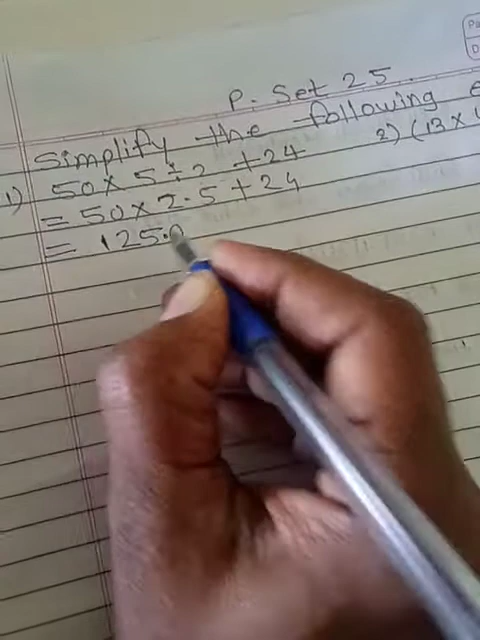 P. Set 25.
Simplify the following
1) 50 × 5 ÷ 2 + 24 2) (13 ×
= 50 × 2.5 + 24
= 125.0